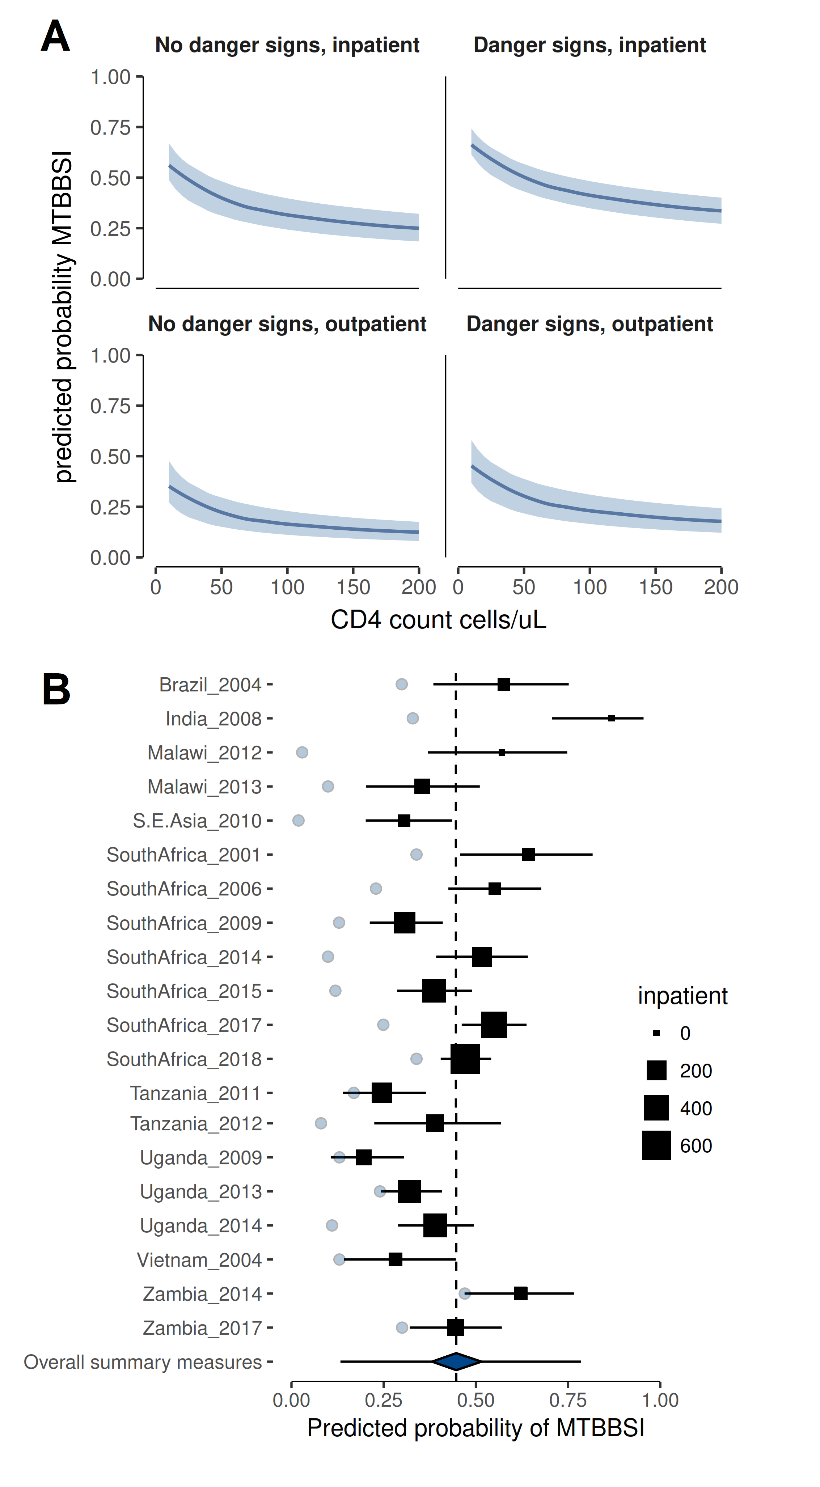 A
No danger signs, inpatient
Danger signs, inpatient
predicted probability MTBBSI
1.00
0.75
0.50
0.25
0.00
No danger signs, outpatient
Danger signs, outpatient
1.00
0.75
0.50
0.25
0.00
0 50 100 150 200
0 50 100 150 200
CD4 count cells/uL
B
Brazil_2004
India_2008
Malawi_2012
Malawi_2013
S.E.Asia_2010
SouthAfrica_2001
SouthAfrica_2006
SouthAfrica_2009
SouthAfrica_2014
SouthAfrica_2015
SouthAfrica_2017
SouthAfrica_2018
Tanzania_2011
Tanzania_2012
Uganda_2009
Uganda_2013
Uganda_2014
Vietnam_2004
Zambia_2014
Zambia_2017
Overall summary measures
inpatient
0
200
400
600
0.00 0.25 0.50 0.75 1.00
Predicted probability of MTBBSI